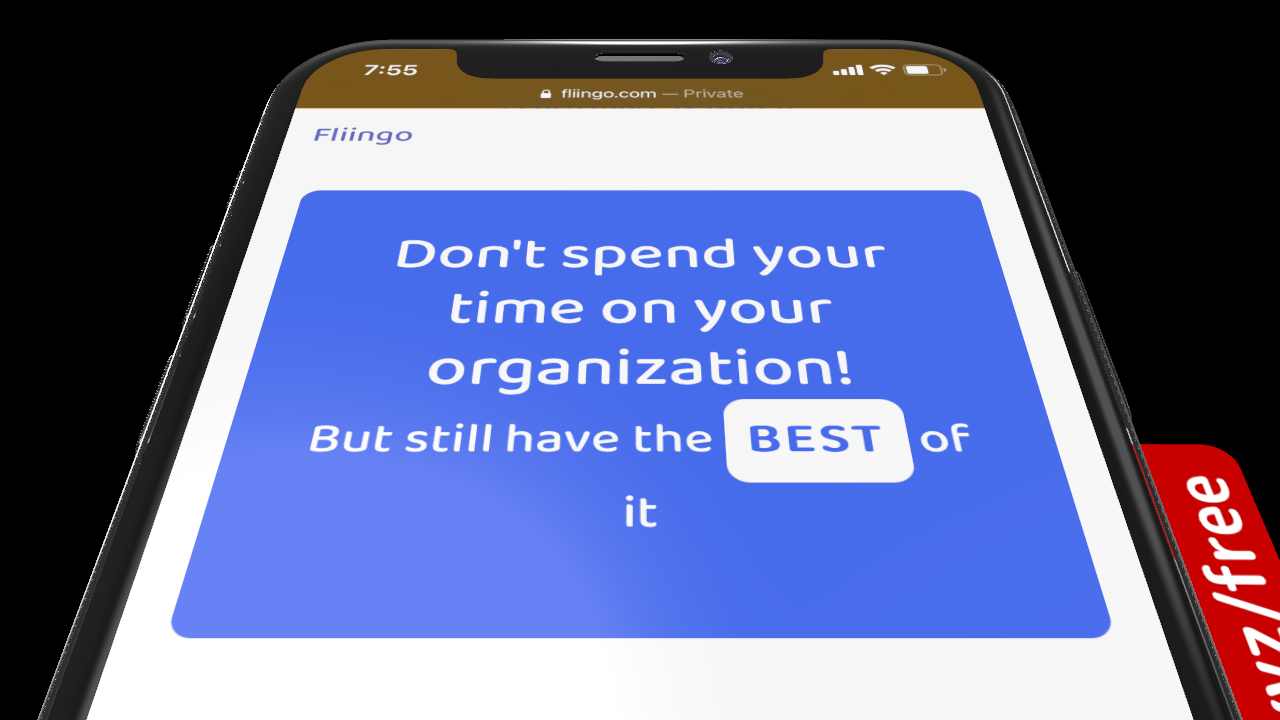 7:55
fliingo.com — Private
Fliingo
Don't spend your
time on your
organization!
But still have the BEST of
it
/free